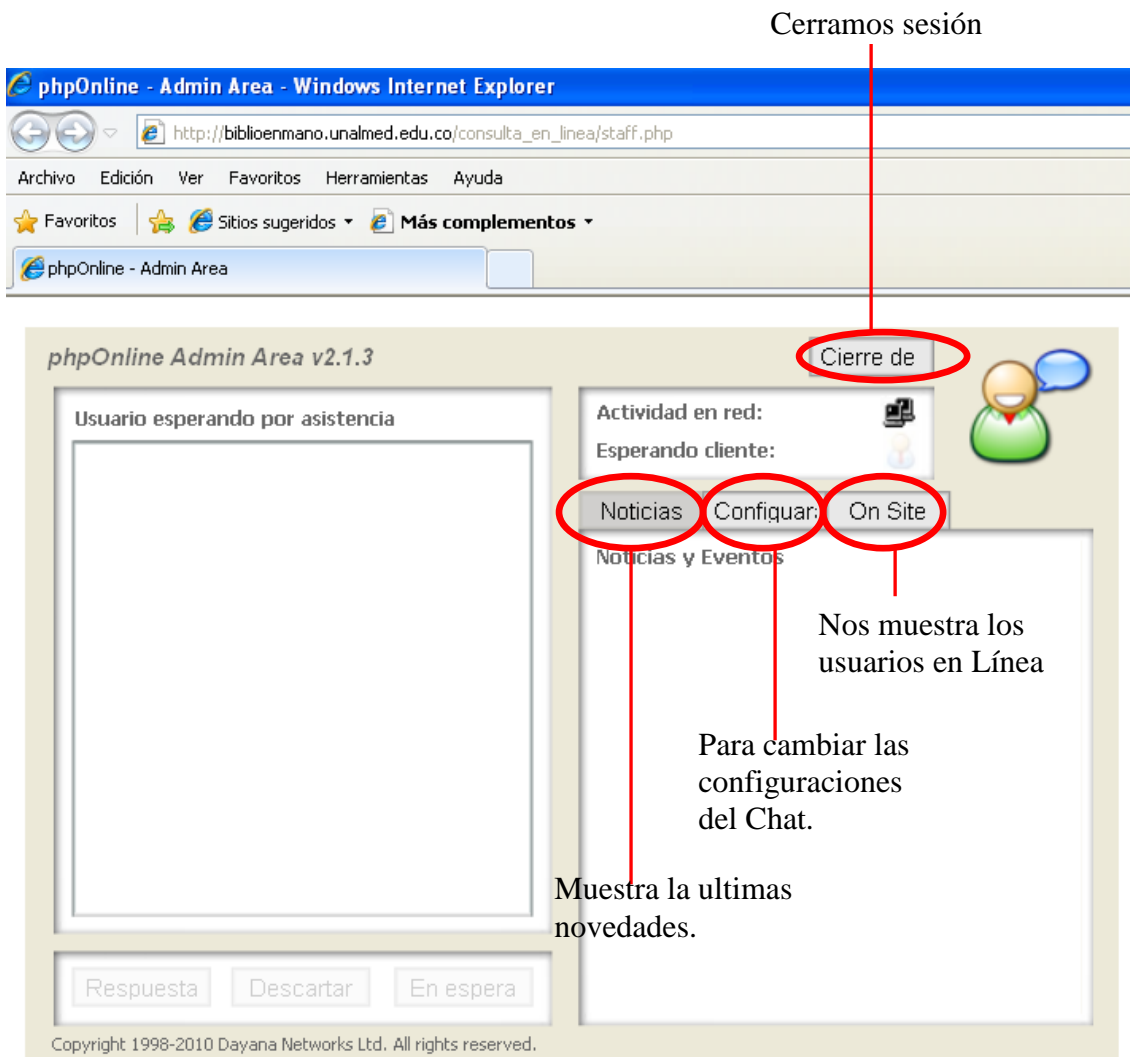 Cerramos sesión
phpOnline - Admin Area - Windows Internet Explorer
http://biblioenmano.unalmed.edu.co/consulta_en_linea/staff.php
Archivo Edición Ver Favoritos Herramientas Ayuda
Favoritos Sitios sugeridos Más complementos
phpOnline - Admin Area
phpOnline Admin Area v2.1.3
Cierre de
Usuario esperando por asistencia
Actividad en red:
Esperando cliente:
Noticias Configuar On Site
Noticias y Eventos
Nos muestra los
usuarios en Línea
Para cambiar las
configuraciones
del Chat.
Muestra la ultimas
novedades.
Respuesta Descartar En espera
Copyright 1998-2010 Dayana Networks Ltd. All rights reserved.